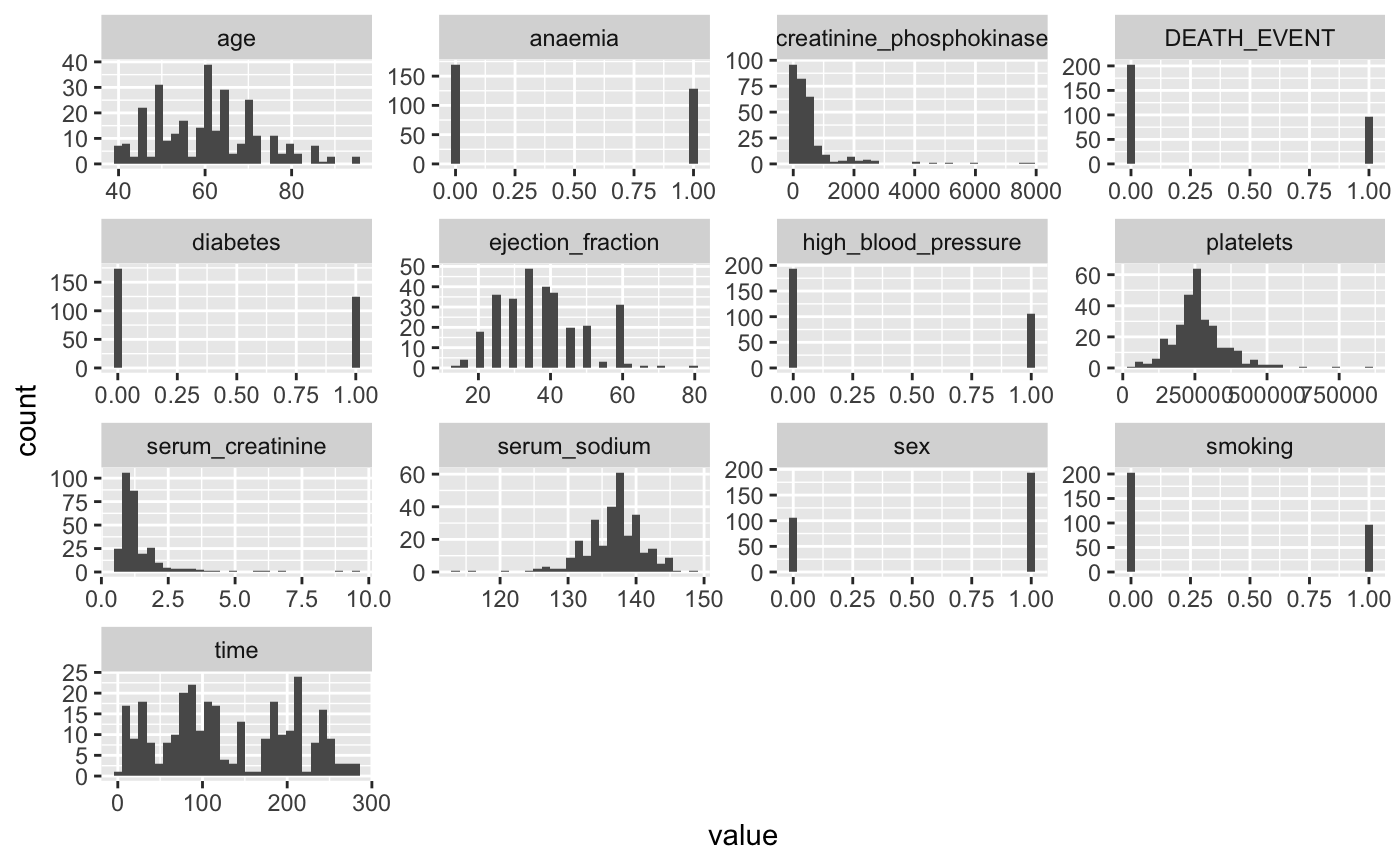 age
anaemia
creatinine_phosphokinase
DEATH_EVENT
40
30
20
10
0
40 60 80
150
100
50
0
0.00 0.25 0.50 0.75 1.00
100
75
50
25
0
0 2000 4000 6000 8000
200
150
100
50
0
0.00 0.25 0.50 0.75 1.00
diabetes
ejection_fraction
high_blood_pressure
platelets
150
100
50
0
0.00 0.25 0.50 0.75 1.00
50
40
30
20
10
0
20 40 60 80
200
150
100
50
0
0.00 0.25 0.50 0.75 1.00
60
40
20
0
0 250000 500000 750000
count
serum_creatinine
serum_sodium
sex
smoking
100
75
50
25
0
0.0 2.5 5.0 7.5 10.0
60
40
20
0
120 130 140 150
200
150
100
50
0
0.00 0.25 0.50 0.75 1.00
200
150
100
50
0
0.00 0.25 0.50 0.75 1.00
time
25
20
15
10
5
0
0 100 200 300
value